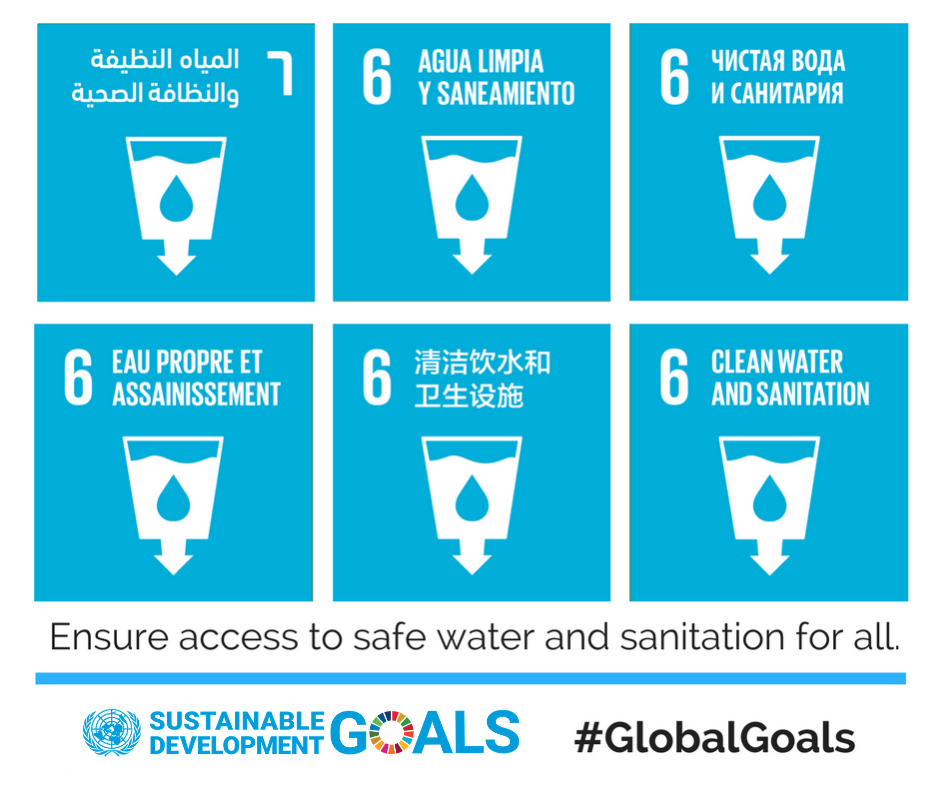 المياه النظيفة
والنظافة الصحية
٦
6
AGUA LIMPIA
Y SANEAMIENTO
6
ЧИСТАЯ ВОДА
И САНИТАРИЯ
6
EAU PROPRE ET
ASSAINISSEMENT
6
清洁饮水和
卫生设施
6
CLEAN WATER
AND SANITATION
Ensure access to safe water and sanitation for all.
SUSTAINABLE
DEVELOPMENT
GOALS
#GlobalGoals